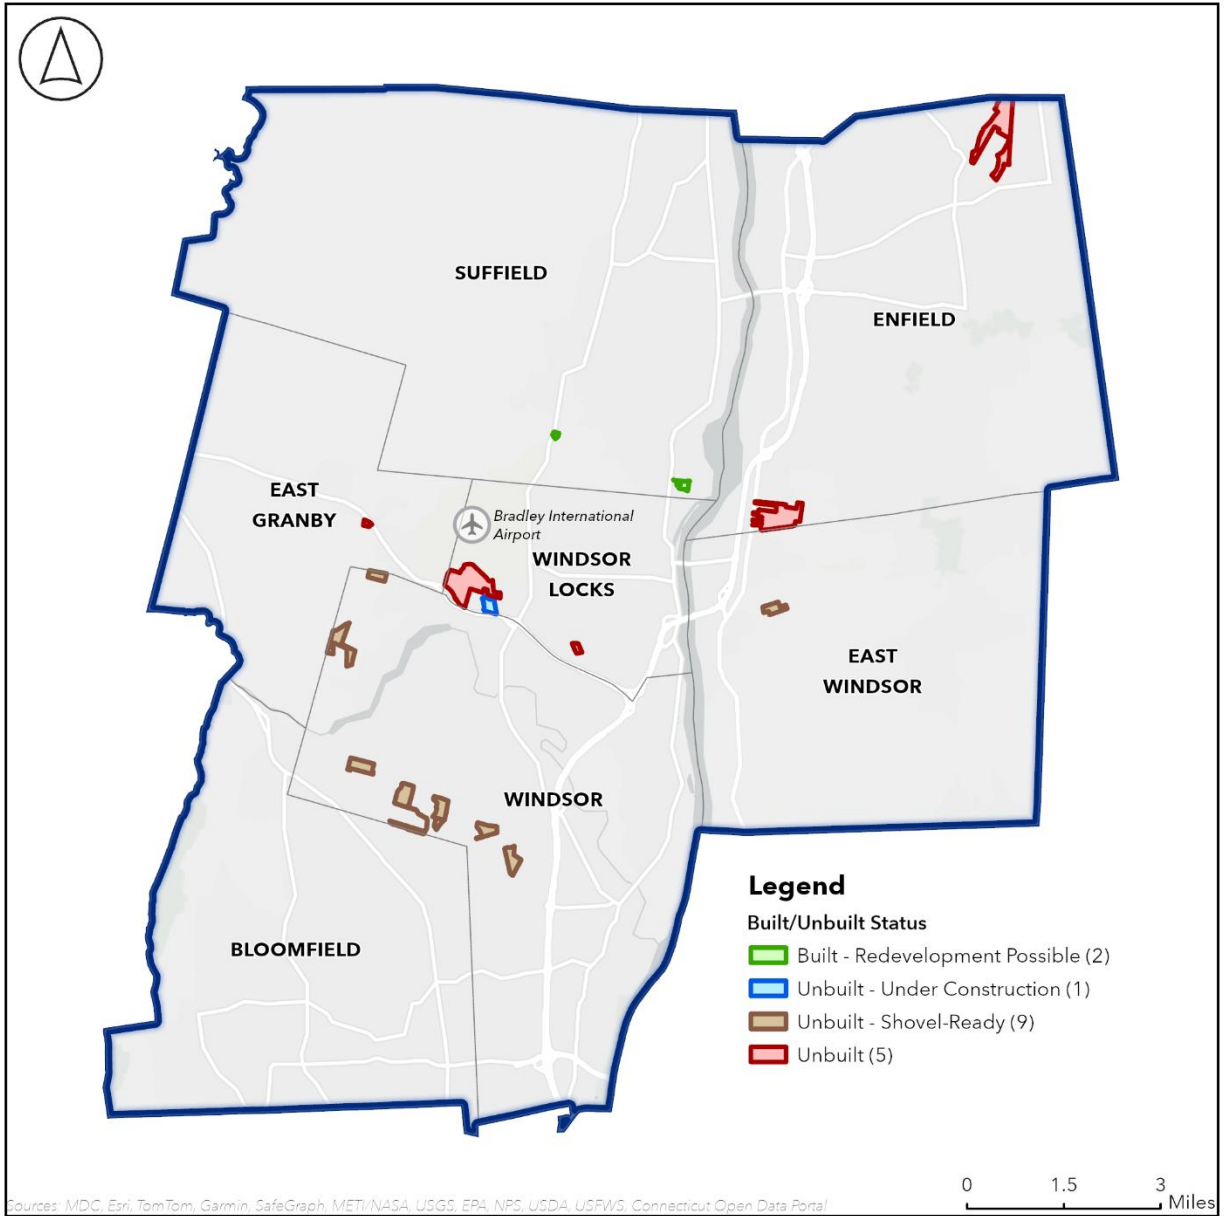 SUFFIELD
ENFIELD
EAST
GRANBY
Bradley International
Airport
WINDSOR
LOCKS
EAST
WINDSOR
WINDSOR
BLOOMFIELD
Legend
Built/Unbuilt Status
Built - Redevelopment Possible (2)
Unbuilt - Under Construction (1)
Unbuilt - Shovel-Ready (9)
Unbuilt (5)
0 1.5 3
Miles
Sources: MDC, Esri, TomTom, Garmin, SafeGraph, METI/NASA, USGS, EPA, NPS, USDA, USFWS, Connecticut Open Data Portal